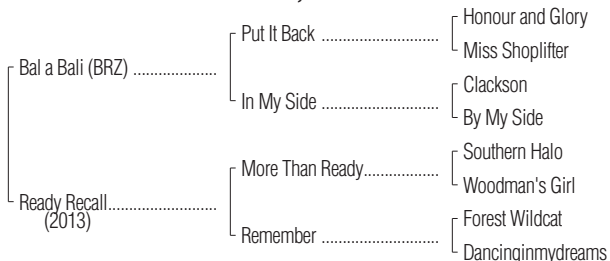 Honour and Glory
Put It Back ...........................
Miss Shoplifter
Bal a Bali (BRZ) ...................
Clackson
In My Side ...........................
By My Side
Southern Halo
More Than Ready.................
Woodman's Girl
Ready Recall.........................
(2013)
Forest Wildcat
Remember ...........................
Dancinginmydreams